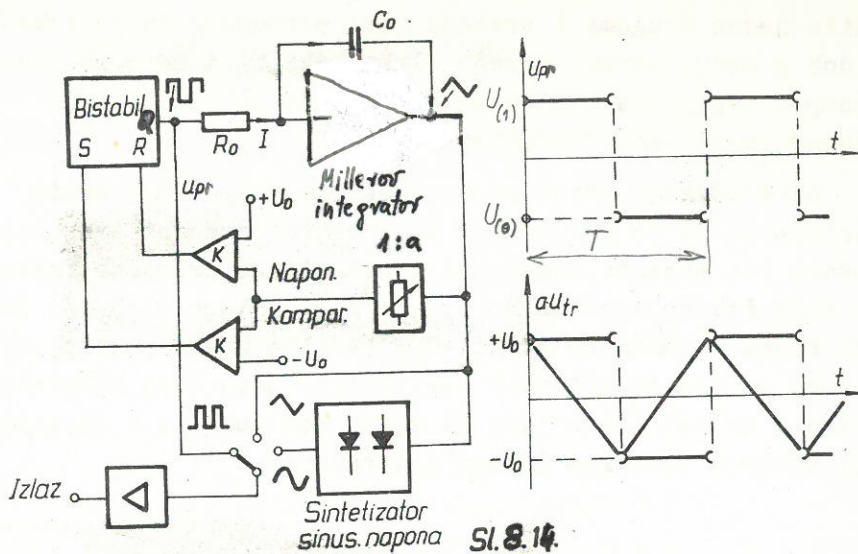 C₀
Bistabil
Q
S R
R₀ I
Millerov
integrator
1:a
upr
+U₀
K
Napon.
Kompar.
K
-U₀
Izlaz
Sintetizator
sinus. napona
Sl. 8.14.
upr
U(1)
t
U(0)
T
autr
+U₀
t
-U₀